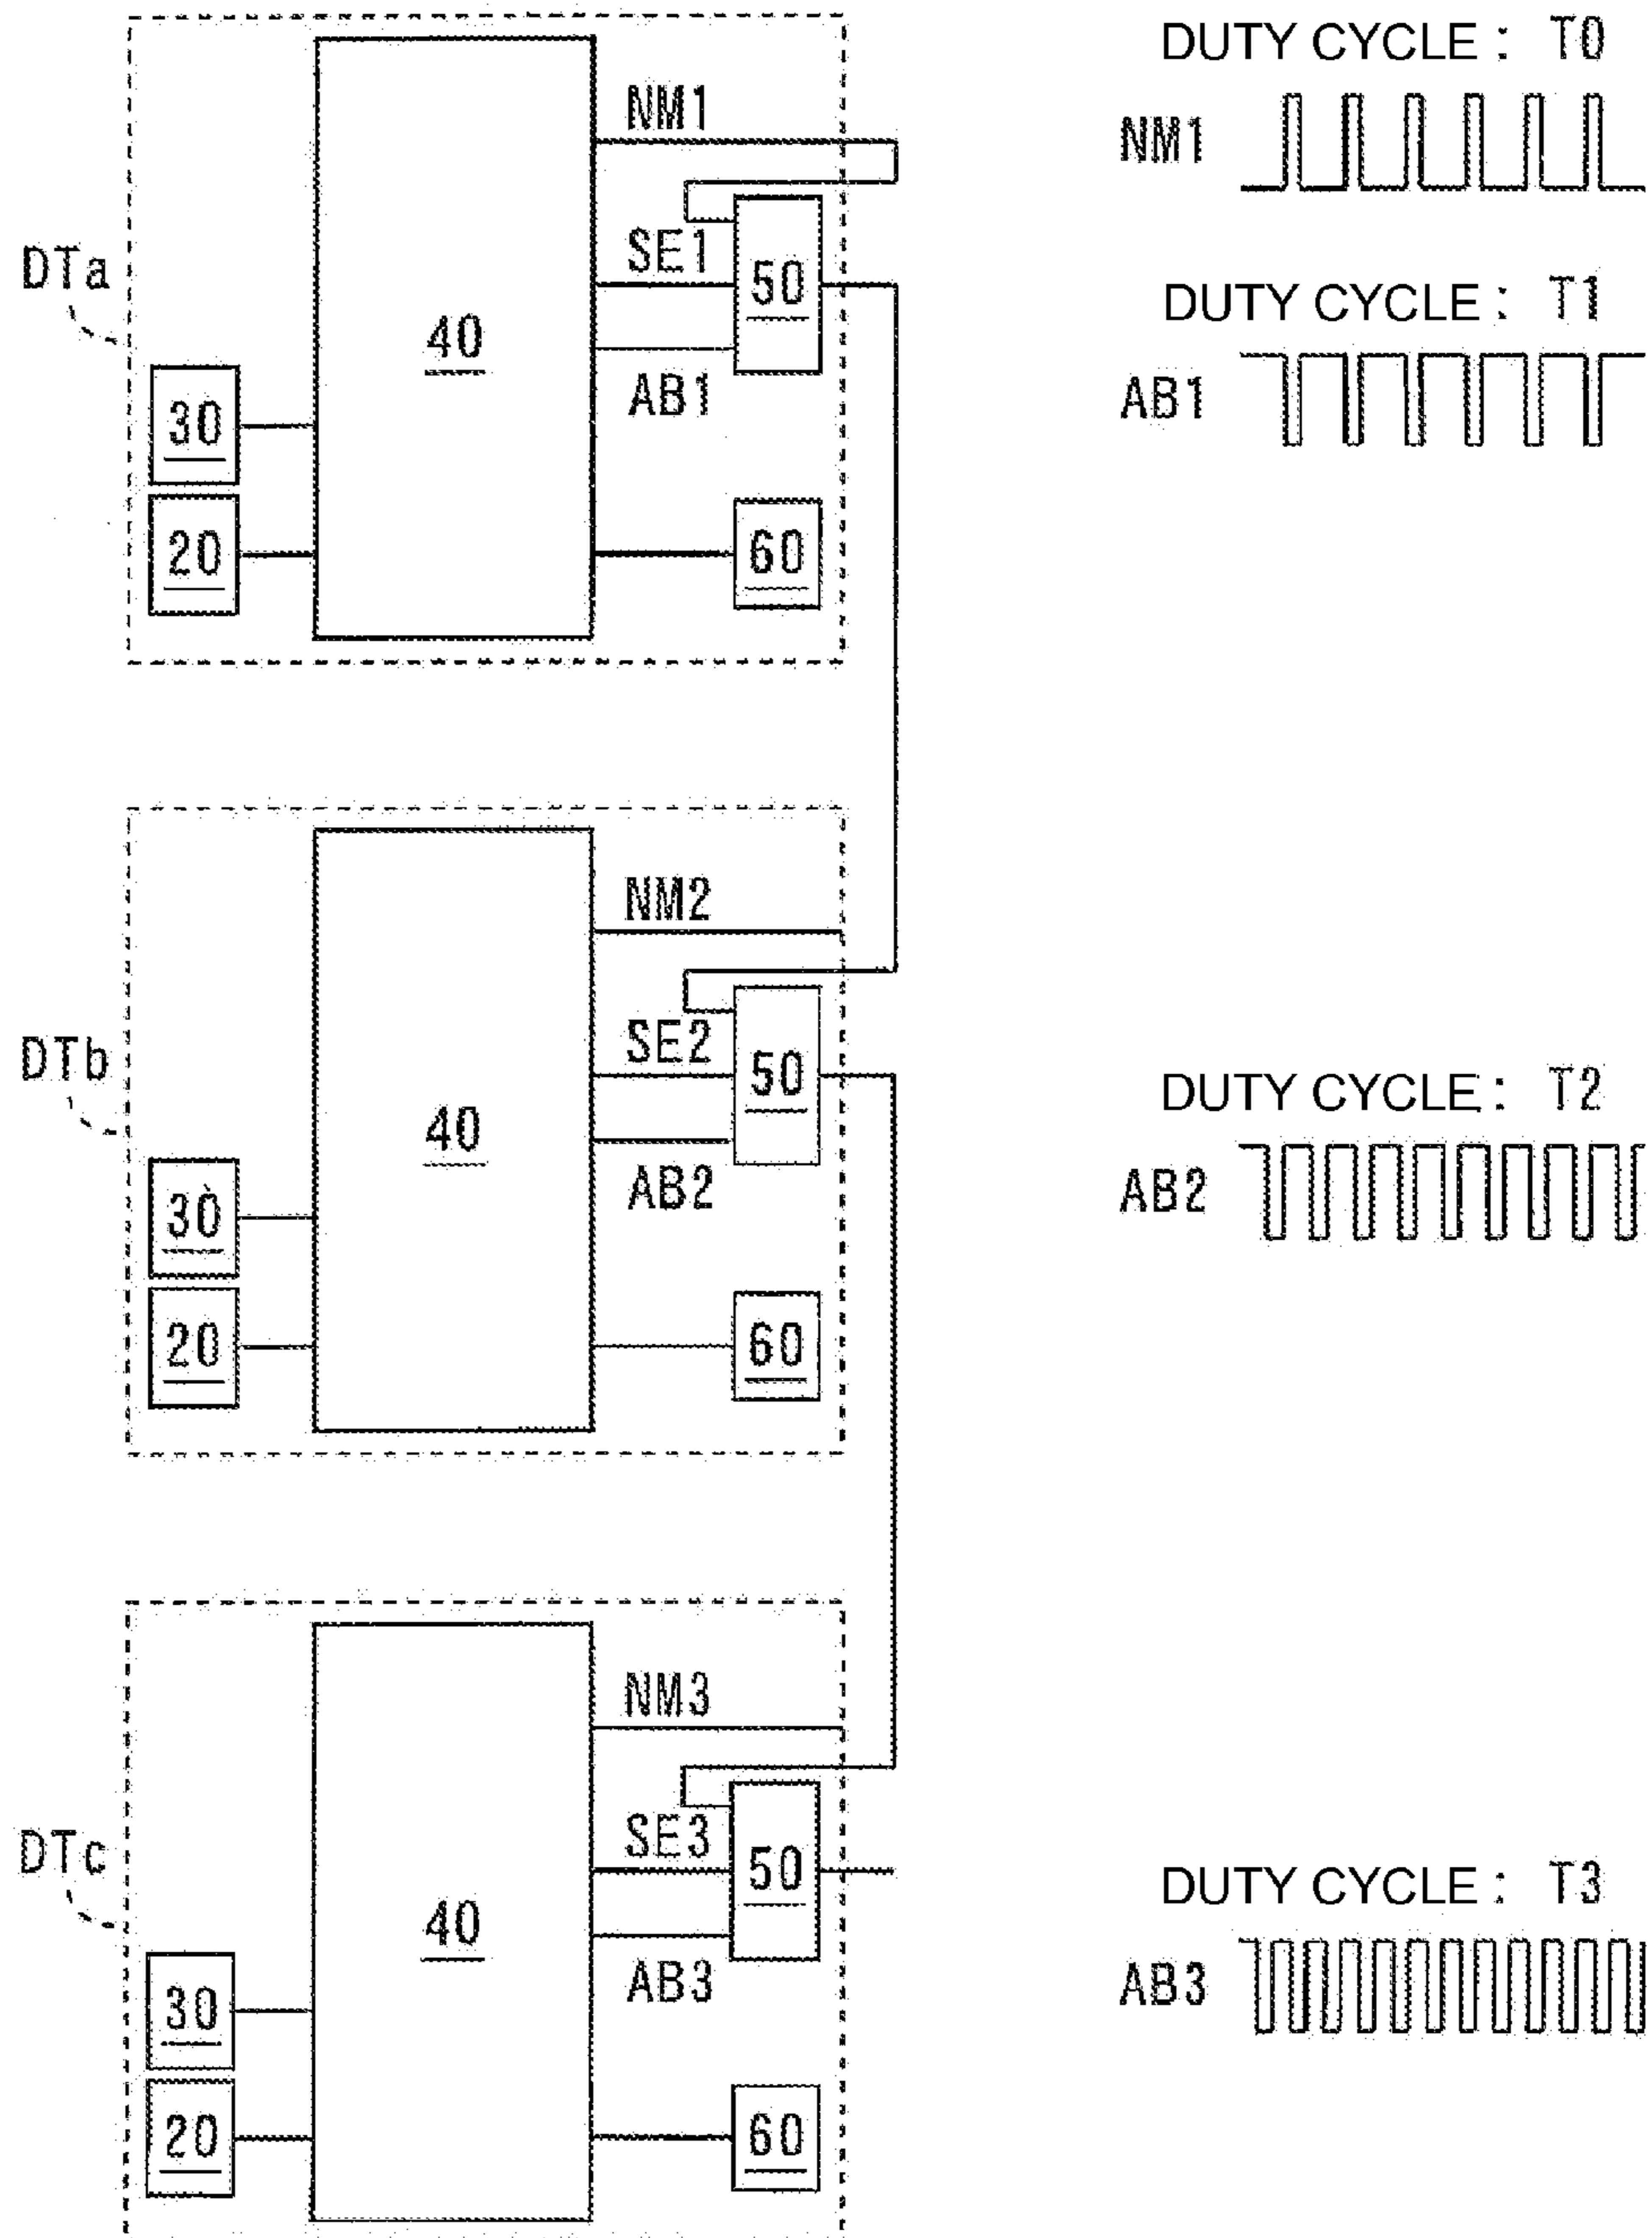 DUTY CYCLE : T0
NM1
NM1
SE1
50
DTa
40
AB1
30
20
60
DUTY CYCLE : T1
AB1
NM2
SE2
50
DTb
40
AB2
30
20
60
DUTY CYCLE : T2
AB2
NM3
SE3
50
DTc
40
AB3
30
20
60
DUTY CYCLE : T3
AB3